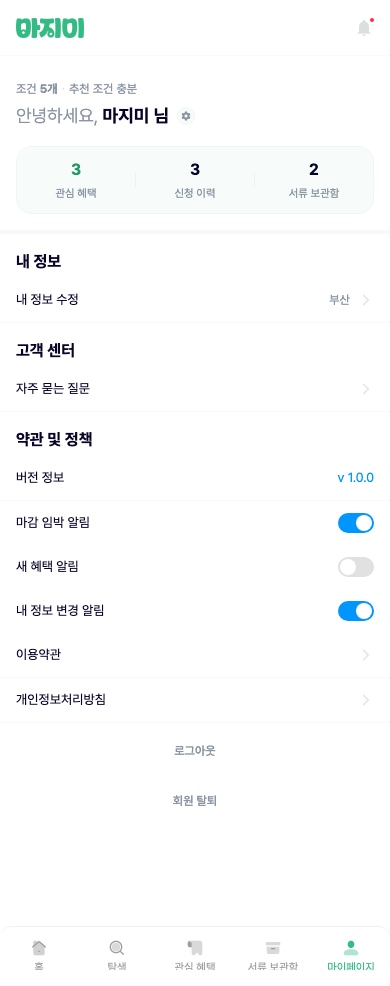 마지미
조건 5개 · 추천 조건 충분
안녕하세요, 마지미 님
3 3 2
관심 혜택 신청 이력 서류 보관함
내 정보
내 정보 수정 부산
고객 센터
자주 묻는 질문
약관 및 정책
버전 정보 v 1.0.0
마감 임박 알림
새 혜택 알림
내 정보 변경 알림
이용약관
개인정보처리방침
로그아웃
회원 탈퇴
홈 탐색 관심 혜택 서류 보관함 마이페이지